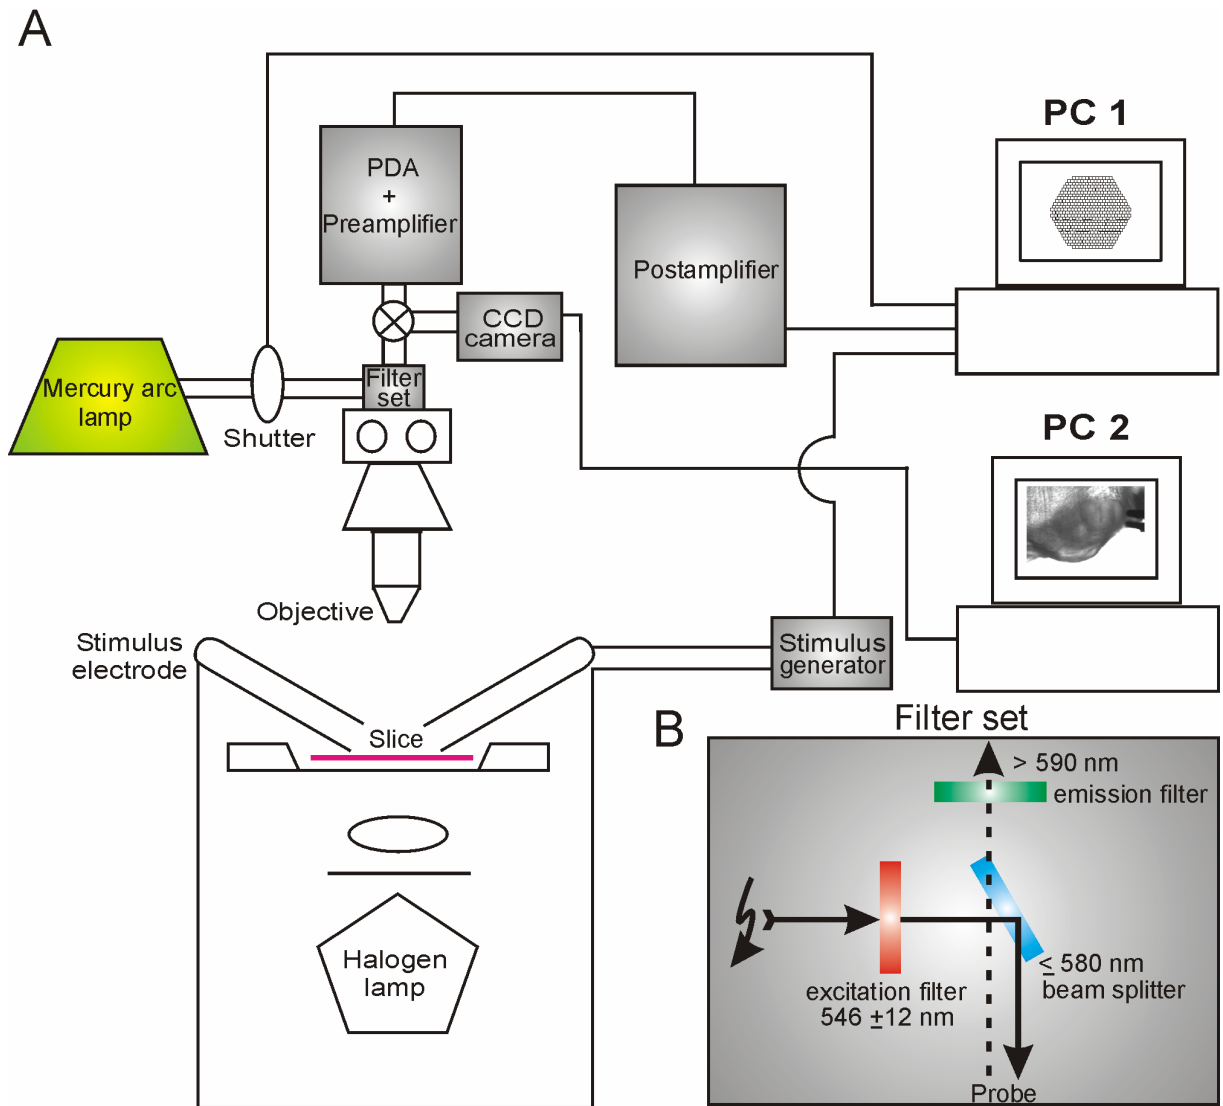 A
PC 1
PDA
+
Preamplifier
Postamplifier
CCD
camera
Mercury arc
lamp
Filter
set
Shutter
PC 2
Objective
Stimulus
electrode
Stimulus
generator
Slice
Halogen
lamp
B
Filter set
> 590 nm
emission filter
≤ 580 nm
beam splitter
excitation filter
546 ±12 nm
Probe